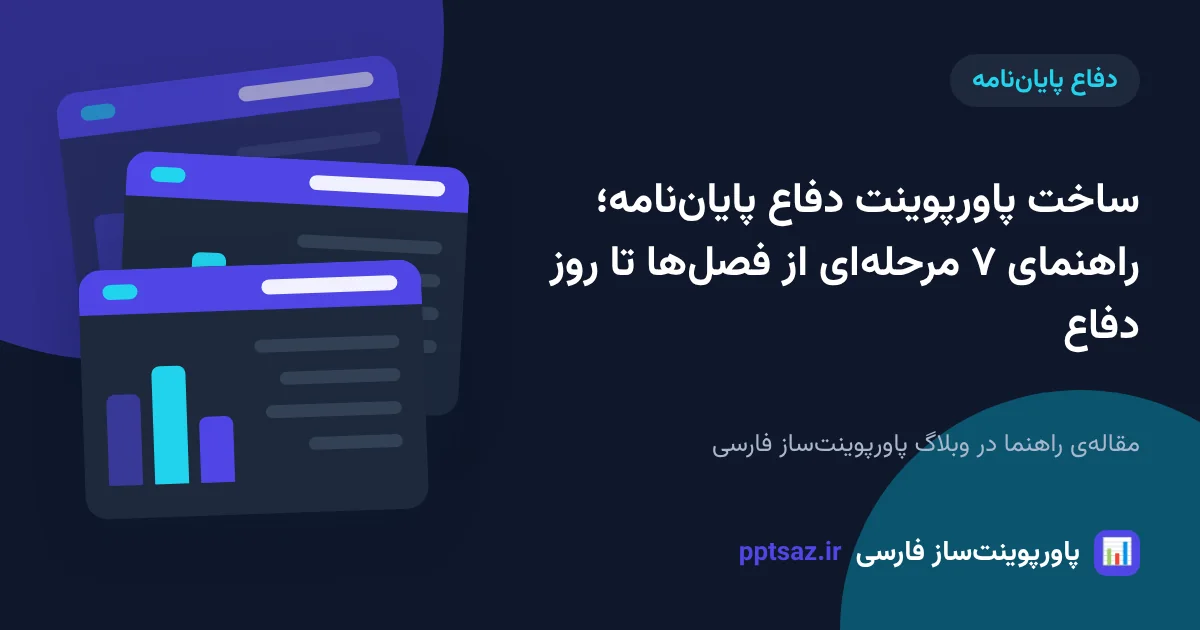 دفاع پایان‌نامه
ساخت پاورپوینت دفاع پایان‌نامه؛
راهنمای ۷ مرحله‌ای از فصل‌ها تا روز
دفاع
مقاله‌ی راهنما در وبلاگ پاورپوینت‌ساز فارسی
پاورپوینت‌ساز فارسی pptsaz.ir